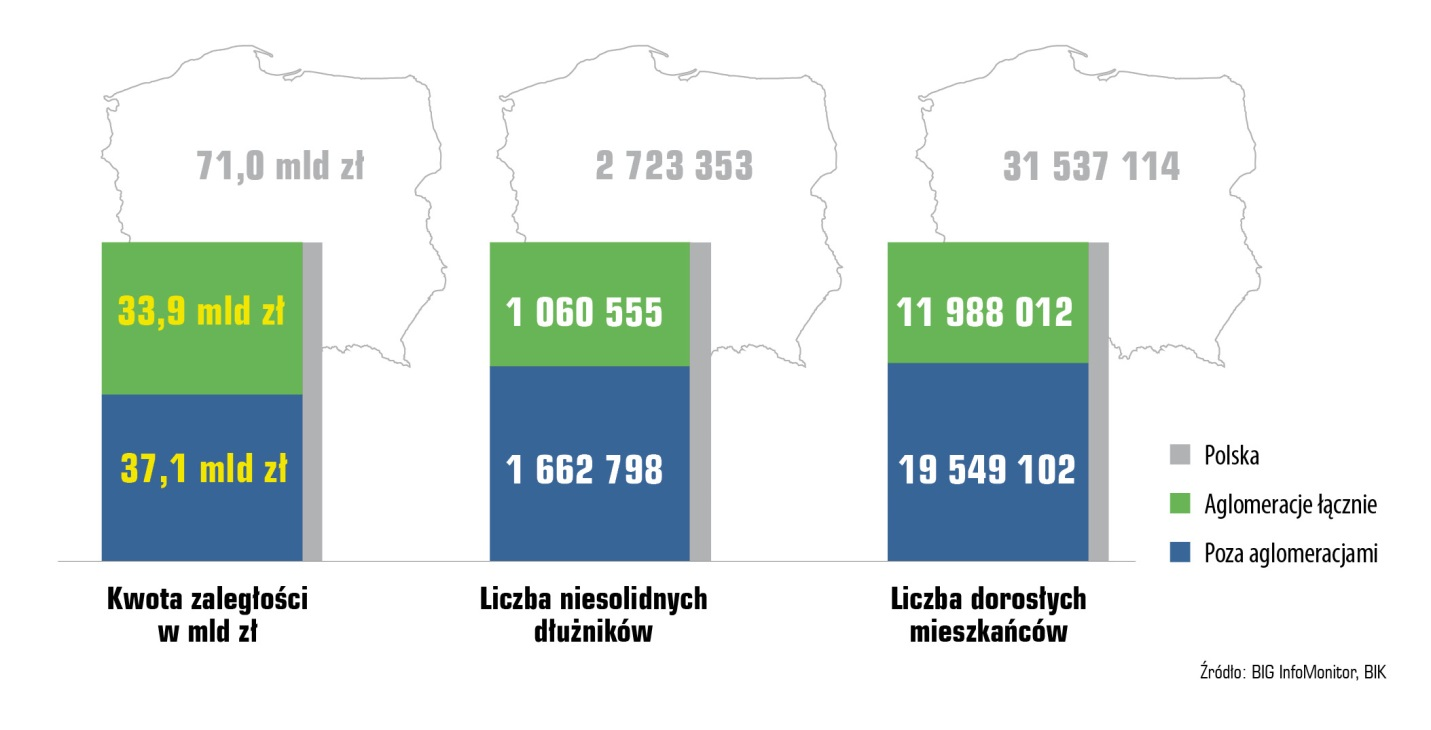 71,0 mld zł
2 723 353
31 537 114
33,9 mld zł
1 060 555
11 988 012
37,1 mld zł
1 662 798
19 549 102
Polska
Aglomeracje łącznie
Poza aglomeracjami
Kwota zaległości
w mld zł
Liczba niesolidnych
dłużników
Liczba dorosłych
mieszkańców
Źródło: BIG InfoMonitor, BIK